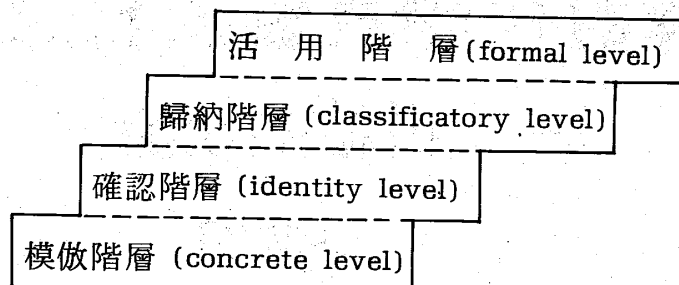 活用階層(formal level)
歸納階層 (classificatory level)
確認階層 (identity level)
模倣階層 (concrete level)